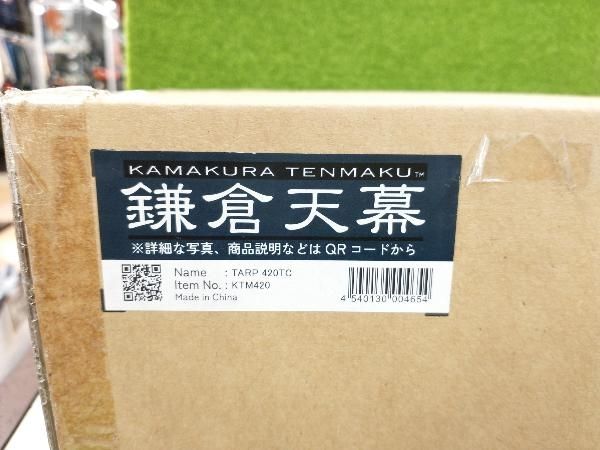 KAMAKURA TENMAKU™
鎌倉天幕
※詳細な写真、商品説明などはQRコードから
Name : TARP 420TC
Item No. : KTM420
Made in China
4 540130 004654